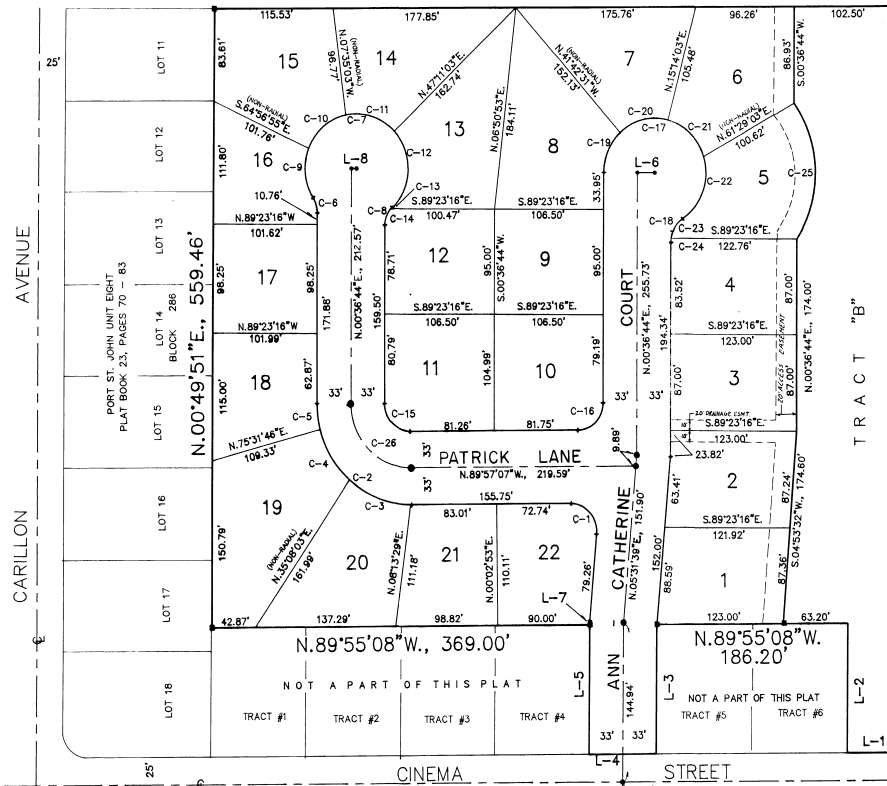 115.53'
177.85'
175.76'
96.26'
102.50'
25'
LOT 11
83.61'
15
N.07°35'03"W.
96.77'
(NON-RADIAL)
14
N.47°11'03"E.
162.74'
(NON-RADIAL)
N.41°42'31"W.
152.13'
7
N.15°14'03"E.
105.48'
6
86.93'
S.00°36'44"W.
C-10
C-11
C-7
C-20
C-17
C-21
(NON-RADIAL)
S.64°56'55"E.
101.76'
13
N.06°50'53"E.
184.11'
8
C-19
(NON-RADIAL)
N.61°29'03"E.
100.62'
LOT 12
111.80'
16
C-9
L-8
C-12
L-6
C-22
5
C-25
10.76'
C-6
C-8
C-13
C-14
S.89°23'16"E.
100.47'
S.89°23'16"E.
106.50'
33.95'
C-18
C-23
C-24
S.89°23'16"E.
122.76'
N.89°23'16"W
101.62'
LOT 13
AVENUE
PORT ST. JOHN UNIT EIGHT
PLAT BOOK 23, PAGES 70 - 83
LOT 14
BLOCK 286
N.00°49'51"E., 559.46'
98.25'
17
98.25'
171.88'
N.00°36'44"E., 212.57'
78.71'
159.50'
12
95.00'
S.00°36'44"W.
9
95.00'
COURT
N.00°36'44"E., 255.73'
83.52'
194.34'
4
87.00'
N.00°36'44"E., 174.00'
TRACT "B"
N.89°23'16"W
101.99'
S.89°23'16"E.
106.50'
S.89°23'16"E.
106.50'
S.89°23'16"E.
123.00'
20' ACCESS EASEMENT
115.00'
18
62.87'
80.79'
11
104.99'
10
79.19'
87.00'
3
87.00'
LOT 15
33'
33'
33'
33'
C-5
C-15
C-16
81.26'
81.75'
20' DRAINAGE ESMT.
S.89°23'16"E.
123.00'
N.75°31'46"E.
109.33'
C-4
C-26
33'
33'
PATRICK LANE
N.89°57'07"W., 219.59'
9.89'
23.82'
C-2
C-3
155.75'
83.01'
72.74'
C-1
63.41'
2
87.24'
S.04°53'32"W., 174.60'
LOT 16
150.79'
19
(NON-RADIAL)
N.35°08'03"E.
161.99'
20
N.06°13'29"E.
111.18'
21
N.00°02'53"E.
110.11'
22
79.26'
CATHERINE
N.05°31'39"E., 151.90'
152.00'
88.59'
S.89°23'16"E.
121.92'
1
87.36'
CARILLON
LOT 17
L-7
42.87'
137.29'
98.82'
90.00'
123.00'
63.20'
N.89°55'08"W., 369.00'
N.89°55'08"W.
186.20'
LOT 18
NOT A PART OF THIS PLAT
TRACT #1
TRACT #2
TRACT #3
TRACT #4
L-5
ANN
144.94'
L-3
NOT A PART OF THIS PLAT
TRACT #5
TRACT #6
L-2
33'
33'
L-1
L-4
25'
CINEMA
STREET